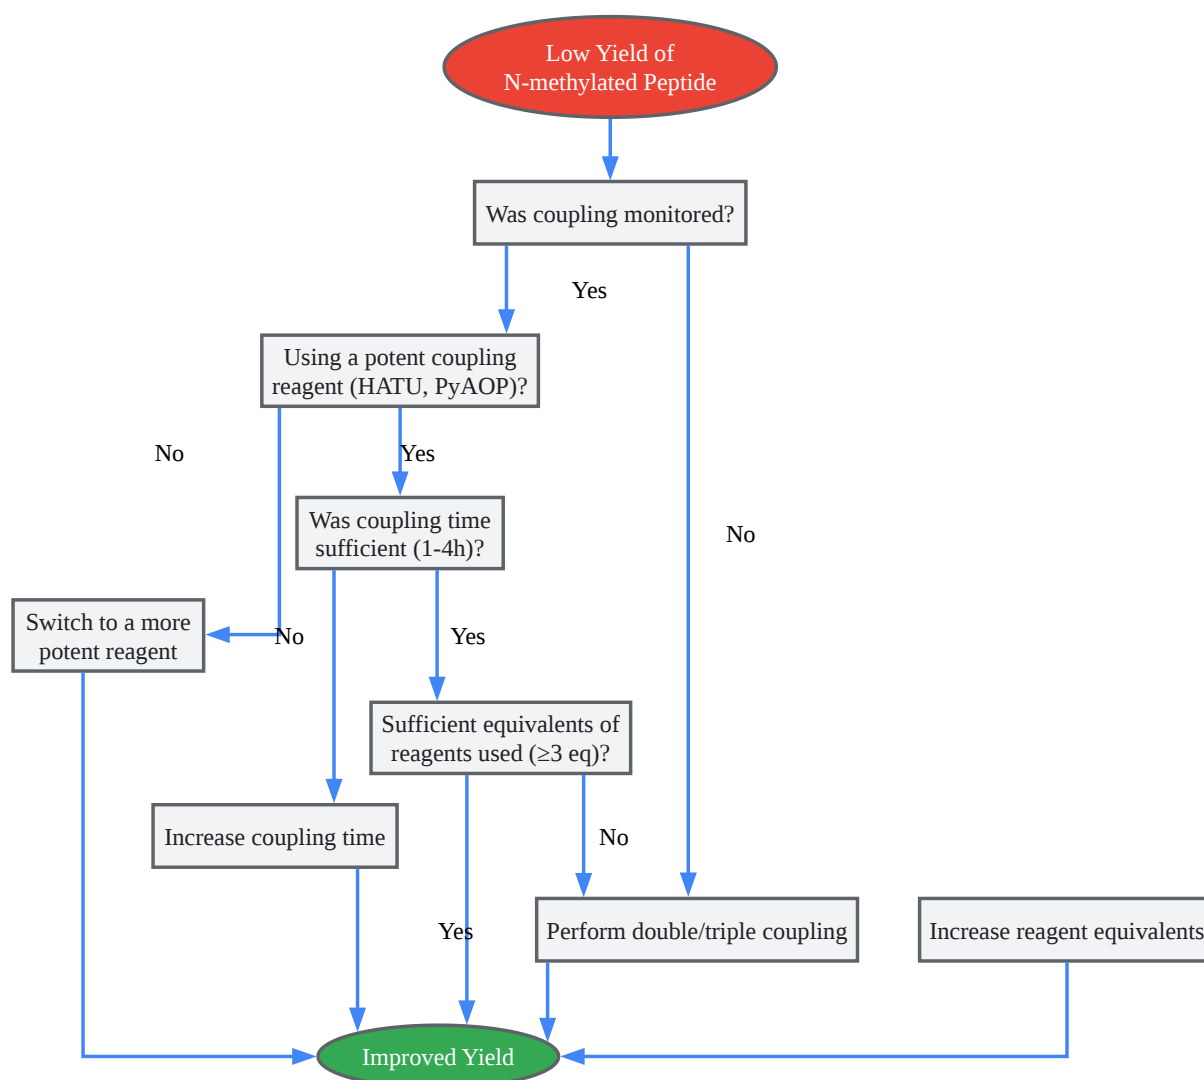 Low Yield of
N-methylated Peptide
Was coupling monitored?
Yes
Using a potent coupling
reagent (HATU, PyAOP)?
No
Yes
Was coupling time
sufficient (1-4h)?
No
Switch to a more
potent reagent
No
Yes
Sufficient equivalents of
reagents used (≥3 eq)?
Increase coupling time
No
Yes
Perform double/triple coupling
Increase reagent equivalents
Improved Yield